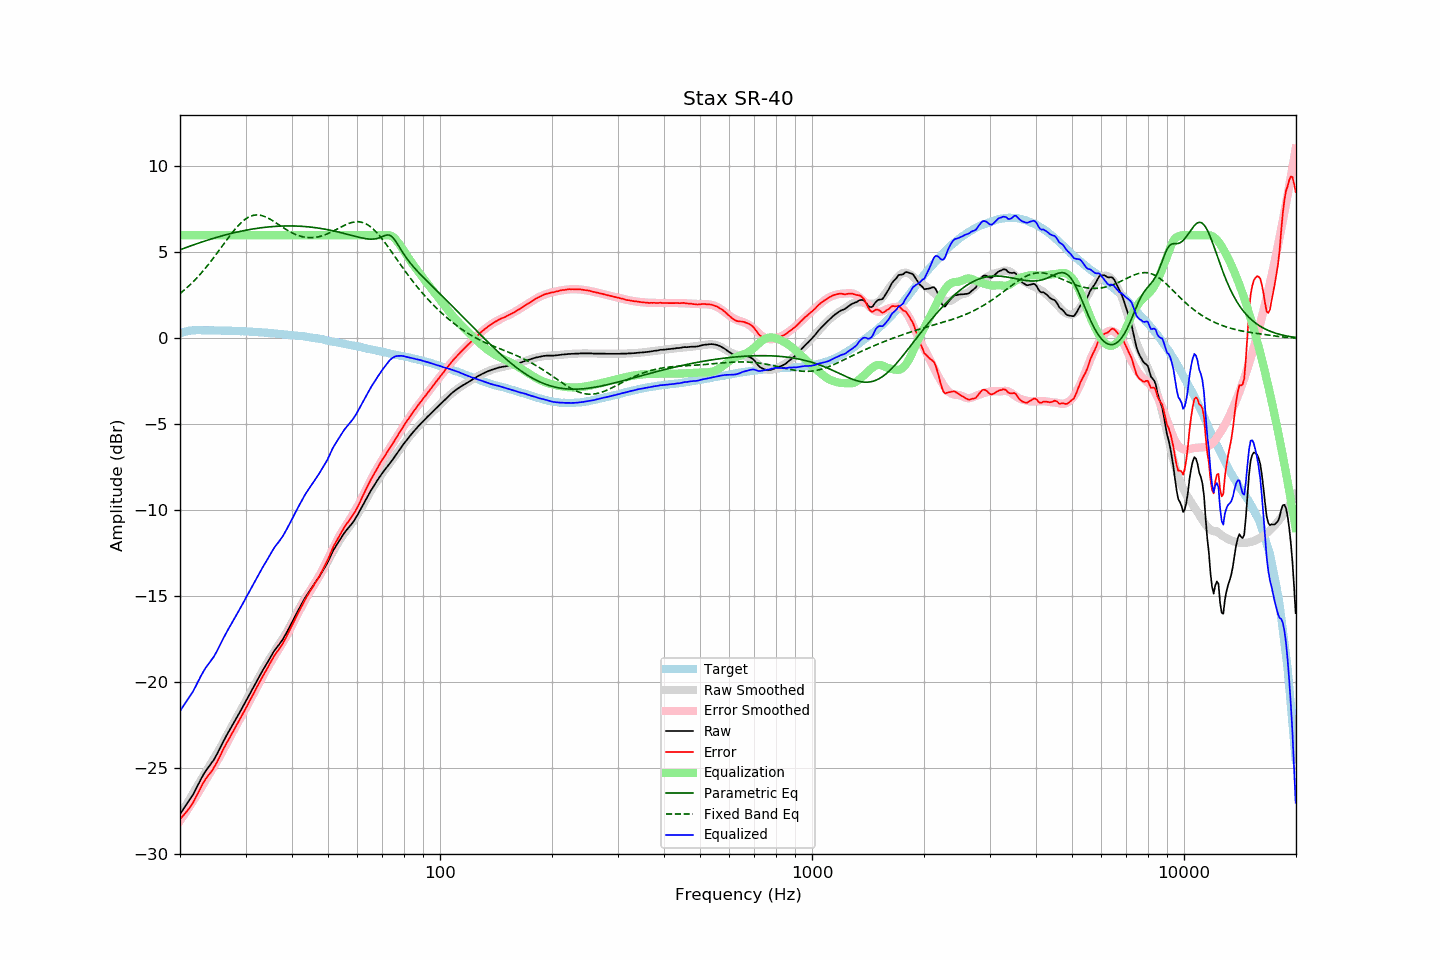 Stax SR-40
10
5
0
−5
−10
−15
−20
−25
−30
Amplitude (dBr)
Target
Raw Smoothed
Error Smoothed
Raw
Error
Equalization
Parametric Eq
Fixed Band Eq
Equalized
100
1000
10000
Frequency (Hz)